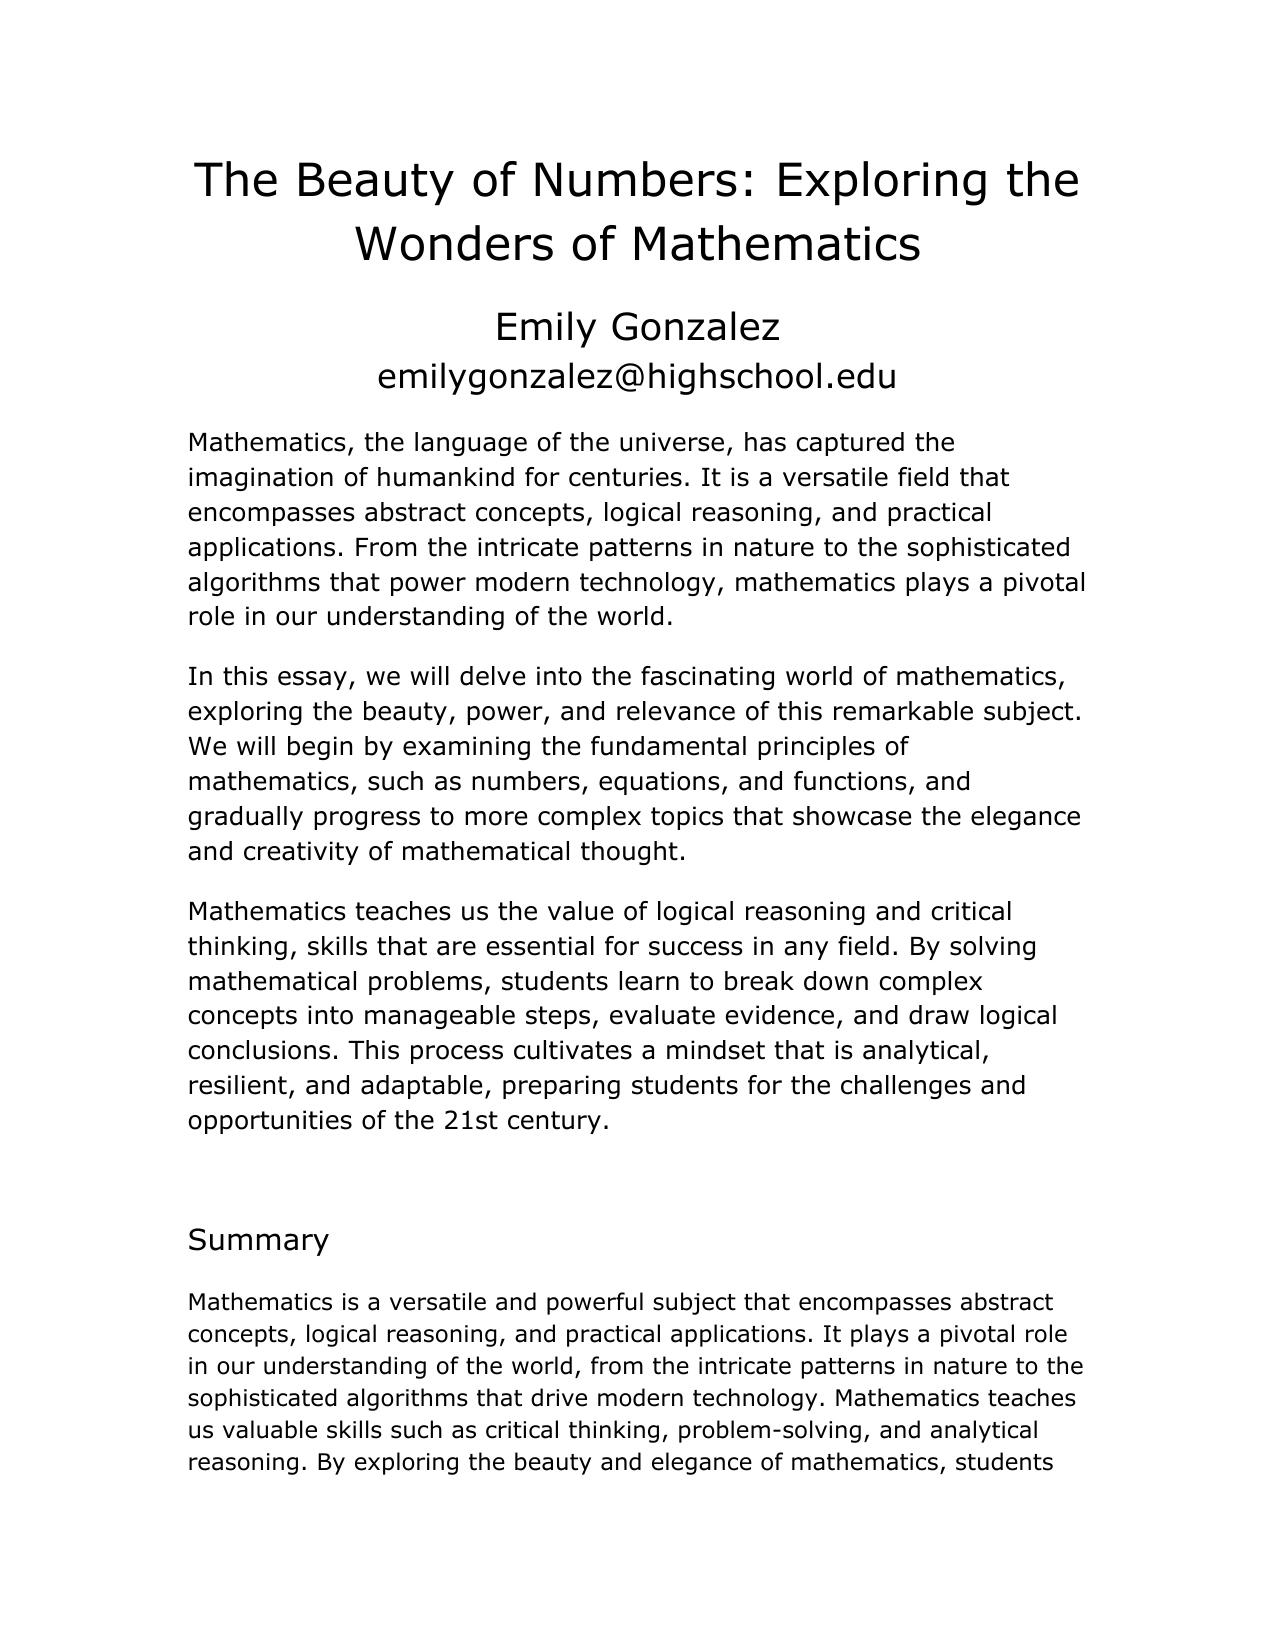 The Beauty of Numbers: Exploring the
Wonders of Mathematics
Emily Gonzalez
emilygonzalez@highschool.edu
Mathematics, the language of the universe, has captured the
imagination of humankind for centuries. It is a versatile field that
encompasses abstract concepts, logical reasoning, and practical
applications. From the intricate patterns in nature to the sophisticated
algorithms that power modern technology, mathematics plays a pivotal
role in our understanding of the world.
In this essay, we will delve into the fascinating world of mathematics,
exploring the beauty, power, and relevance of this remarkable subject.
We will begin by examining the fundamental principles of
mathematics, such as numbers, equations, and functions, and
gradually progress to more complex topics that showcase the elegance
and creativity of mathematical thought.
Mathematics teaches us the value of logical reasoning and critical
thinking, skills that are essential for success in any field. By solving
mathematical problems, students learn to break down complex
concepts into manageable steps, evaluate evidence, and draw logical
conclusions. This process cultivates a mindset that is analytical,
resilient, and adaptable, preparing students for the challenges and
opportunities of the 21st century.
Summary
Mathematics is a versatile and powerful subject that encompasses abstract
concepts, logical reasoning, and practical applications. It plays a pivotal role
in our understanding of the world, from the intricate patterns in nature to the
sophisticated algorithms that drive modern technology. Mathematics teaches
us valuable skills such as critical thinking, problem-solving, and analytical
reasoning. By exploring the beauty and elegance of mathematics, students